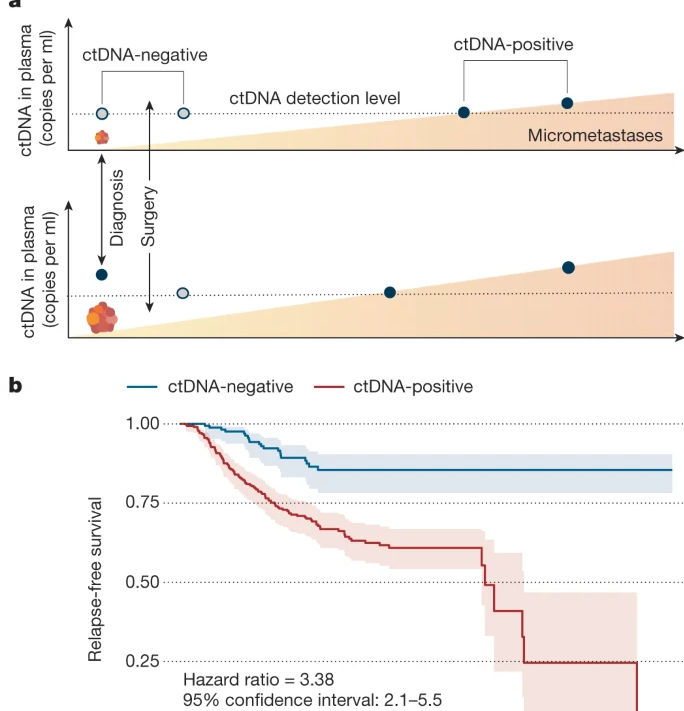 a
ctDNA in plasma
(copies per ml)
ctDNA-negative
ctDNA-positive
ctDNA detection level
Micrometastases
Diagnosis
Surgery
ctDNA in plasma
(copies per ml)
b
ctDNA-negative
ctDNA-positive
Relapse-free survival
1.00
0.75
0.50
0.25
Hazard ratio = 3.38
95% confidence interval: 2.1–5.5